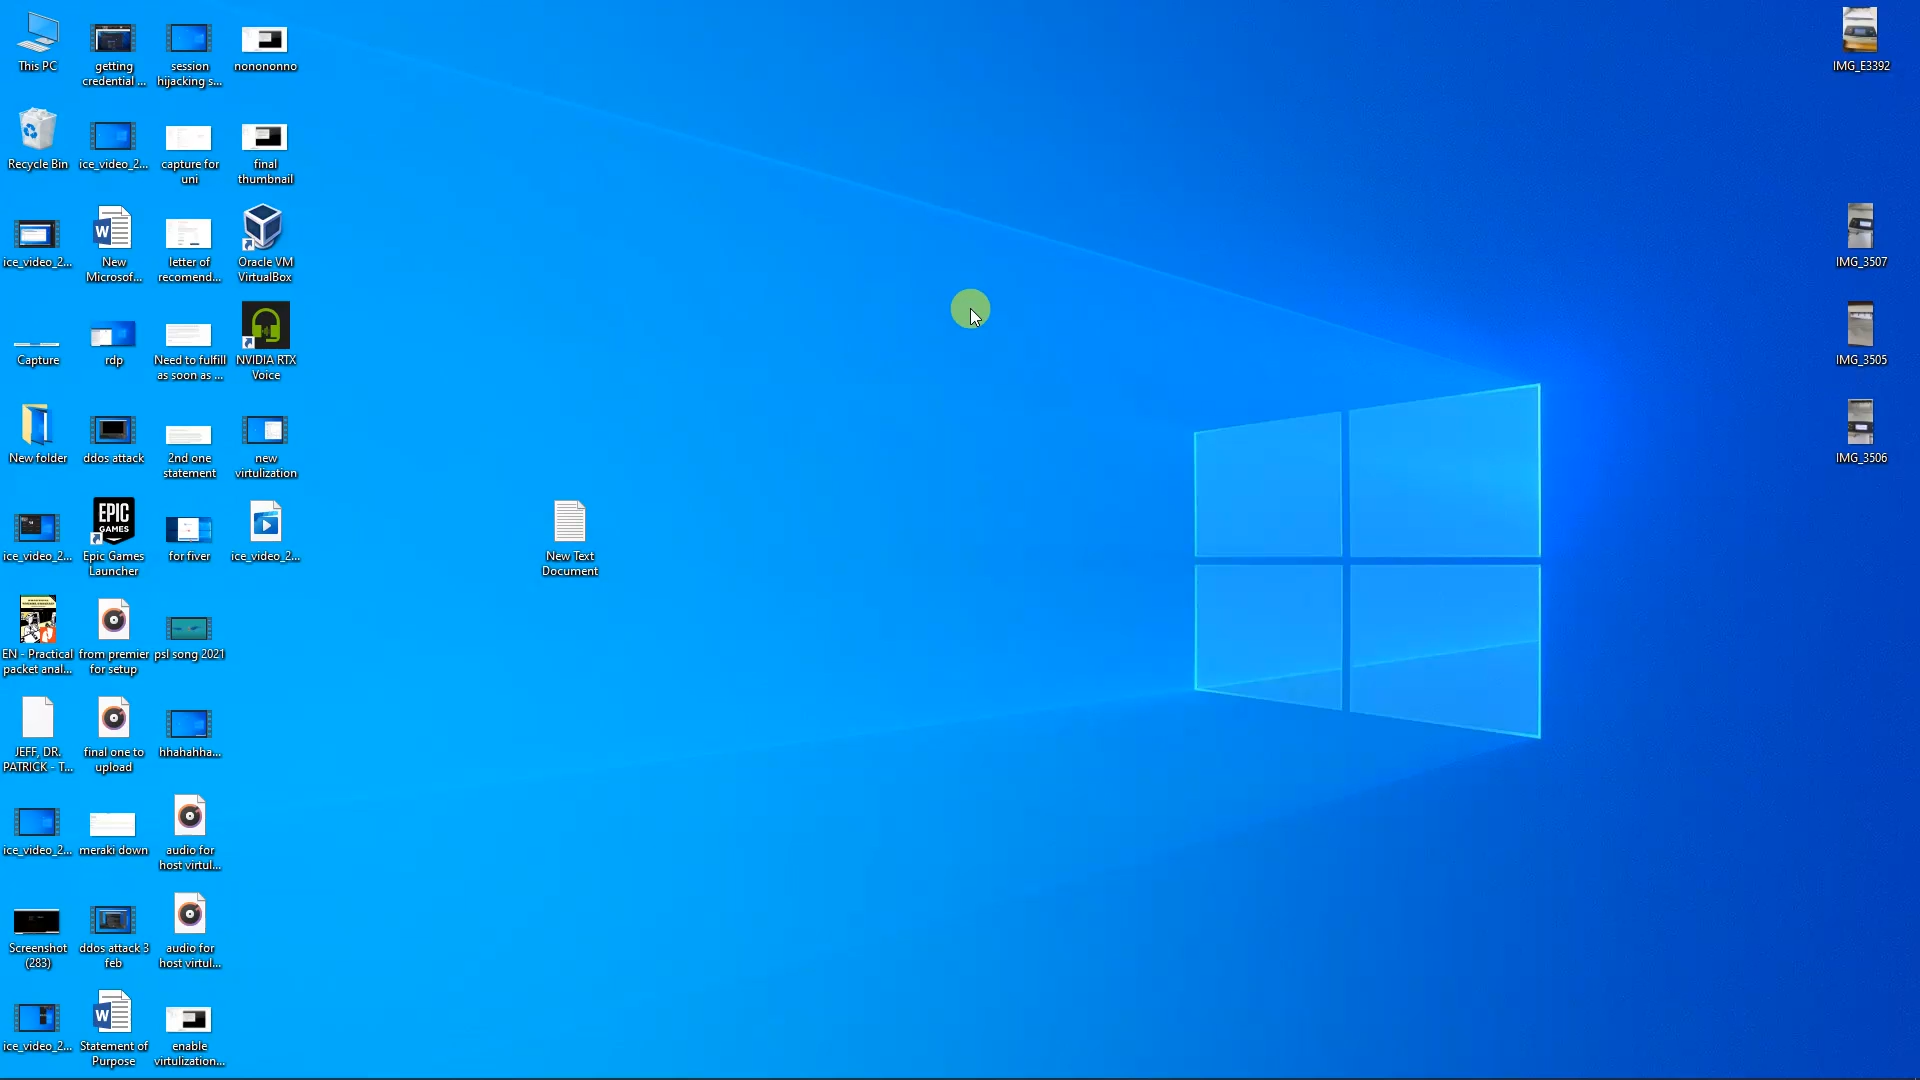 This PC
getting
credential ...
session
hijacking s...
nonononno
IMG_E3392
Recycle Bin
ice_video_2...
capture for
uni
final
thumbnail
ice_video_2...
New
Microsof...
letter of
recomend...
Oracle VM
VirtualBox
IMG_3507
Capture
rdp
Need to fulfill
as soon as ...
NVIDIA RTX
Voice
IMG_3505
New folder
ddos attack
2nd one
statement
new
virtulization
IMG_3506
ice_video_2...
EPIC
GAMES
Epic Games
Launcher
for fiver
ice_video_2...
New Text
Document
EN - Practical
packet anal...
from premier
for setup
psl song 2021
JEFF, DR.
PATRICK - T...
final one to
upload
hhahahha...
ice_video_2...
meraki down
audio for
host virtul...
Screenshot
(283)
ddos attack 3
feb
audio for
host virtul...
ice_video_2...
Statement of
Purpose
enable
virtulization...